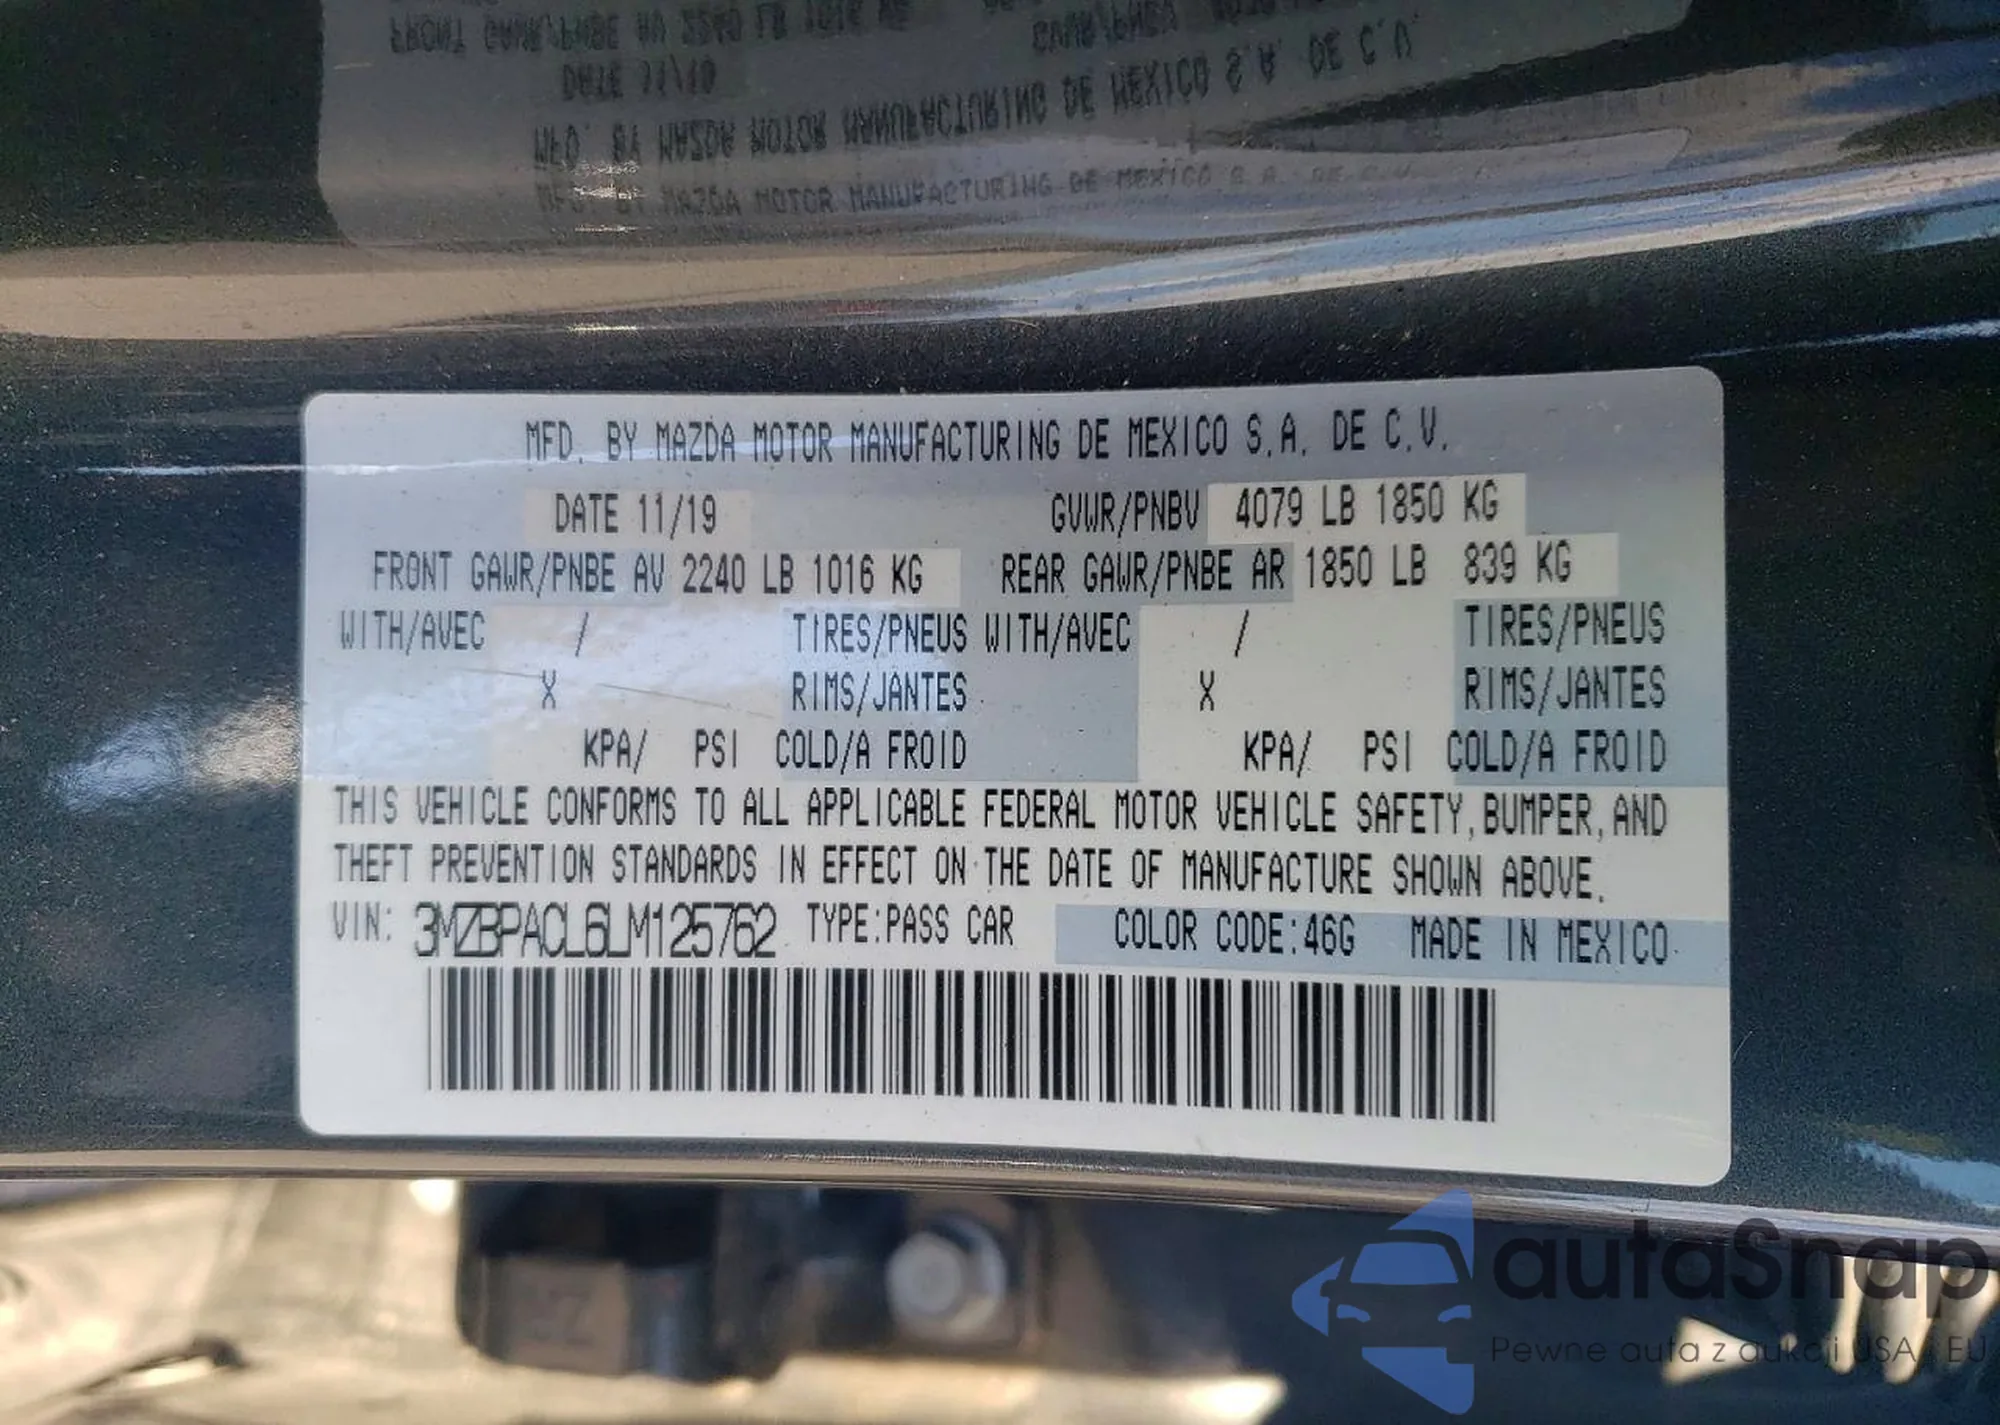 MFD. BY MAZDA MOTOR MANUFACTURING DE MEXICO S.A. DE C.V.
DATE 11/19 GVWR/PNBV 4079 LB 1850 KG
FRONT GAWR/PNBE AV 2240 LB 1016 KG REAR GAWR/PNBE AR 1850 LB 839 KG
WITH/AVEC / TIRES/PNEUS WITH/AVEC / TIRES/PNEUS
X RIMS/JANTES X RIMS/JANTES
KPA/ PSI COLD/A FROID KPA/ PSI COLD/A FROID
THIS VEHICLE CONFORMS TO ALL APPLICABLE FEDERAL MOTOR VEHICLE SAFETY, BUMPER, AND
THEFT PREVENTION STANDARDS IN EFFECT ON THE DATE OF MANUFACTURE SHOWN ABOVE.
VIN: 3MZBPACL6LM125762 TYPE:PASS CAR COLOR CODE:46G MADE IN MEXICO
autaSnap
Pewne auta z aukcji USA i EU